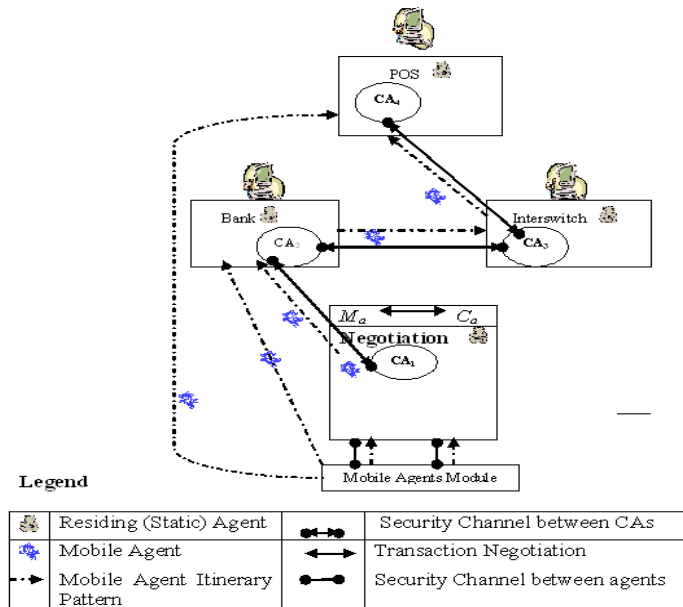 POS
CA₄
Bank
CA₂
Interswitch
CA₃
Mₐ Cₐ
Negotiation
CA₁
Mobile Agents Module
Legend
Residing (Static) Agent
Security Channel between CAs
Mobile Agent
Transaction Negotiation
Mobile Agent Itinerary Pattern
Security Channel between agents